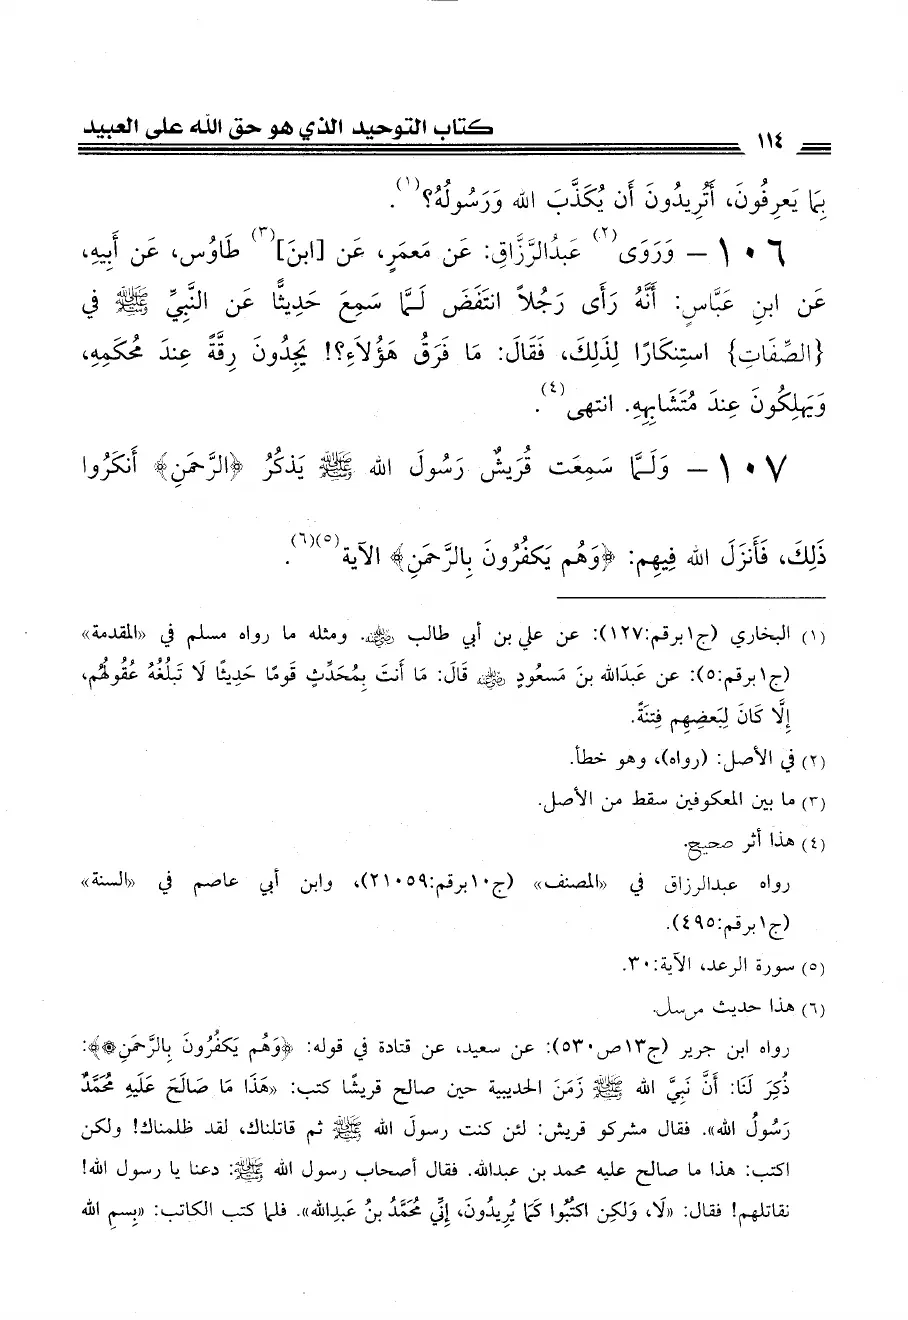 كتاب التوحيد الذي هو حق الله على العبيد
١١٤
بِمَا يَعرِفُونَ، أَتُرِيدُونَ أَن يُكَذَّبَ الله وَرَسُولُهُ؟(١).
١٠٦ – وَرَوَى(٢) عَبدُالرَّزَّاقِ: عَن مَعمَرٍ، عَن [ابنِ](٣) طَاوُس، عَن أَبِيهِ،
عَن ابنِ عَبَّاسٍ: أَنَّهُ رَأَى رَجُلاً انتَفَضَ لَـمَّا سَمِعَ حَدِيثًا عَن النَّبِيِّ ﷺ في
{الصِّفَاتِ} استِنكَارًا لِذَلِكَ، فَقَالَ: مَا فَرَقُ هَؤُلَاءِ؟! يَجِدُونَ رِقَّةً عِندَ مُحكَمِهِ،
وَيَهلِكُونَ عِندَ مُتَشَابِهِهِ. انتهى(٤).
١٠٧ – وَلَـمَّا سَمِعَت قُرَيشٌ رَسُولَ الله ﷺ يَذكُرُ ﴿الرَّحمَنِ﴾ أَنكَرُوا
ذَلِكَ، فَأَنزَلَ الله فِيهِم: ﴿وَهُم يَكفُرُونَ بِالرَّحمَنِ﴾ الآية(٥)(٦).
(١) البخاري (ج١برقم:١٢٧): عن علي بن أبي طالب ﵁. ومثله ما رواه مسلم في «المقدمة»
(ج١برقم:٥): عن عبدالله بنَ مَسعُودٍ ﵁ قَالَ: مَا أَنتَ بِمُحَدِّثٍ قَومًا حَدِيثًا لَا تَبلُغُهُ عُقُولُهُم،
إِلَّا كَانَ لِبَعضِهِم فِتنَةً.
(٢) في الأصل: (رواه)، وهو خطأ.
(٣) ما بين المعكوفين سقط من الأصل.
(٤) هذا أثر صحيح.
رواه عبدالرزاق في «المصنف» (ج١٠برقم:٢١٠٥٩)، وابن أبي عاصم في «السنة»
(ج١برقم:٤٩٥).
(٥) سورة الرعد، الآية:٣٠.
(٦) هذا حديث مرسل.
رواه ابن جرير (ج١٣ص٥٣٠): عن سعيد، عن قتادة في قوله: ﴿وَهُم يَكفُرُونَ بِالرَّحمَنِ﴾:
ذُكِرَ لَنَا: أَنَّ نَبِيَّ الله ﷺ زَمَنَ الحديبية حين صالح قريشًا كتب: «هَذَا مَا صَالَحَ عَلَيهِ مُحَمَّدٌ
رَسُولُ الله». فقال مشركو قريش: لئن كنت رسولَ الله ﷺ ثم قاتلناك، لقد ظلمناك! ولكن
اكتب: هذا ما صالح عليه محمد بن عبدالله. فقال أصحاب رسول الله ﷺ: دعنا يا رسول الله!
نقاتلهم! فقال: «لَا، وَلَكِن اكتُبُوا كَمَا يُرِيدُونَ، إِنِّي مُحَمَّدُ بنُ عَبدِالله». فلما كتب الكاتب: «بِسمِ الله